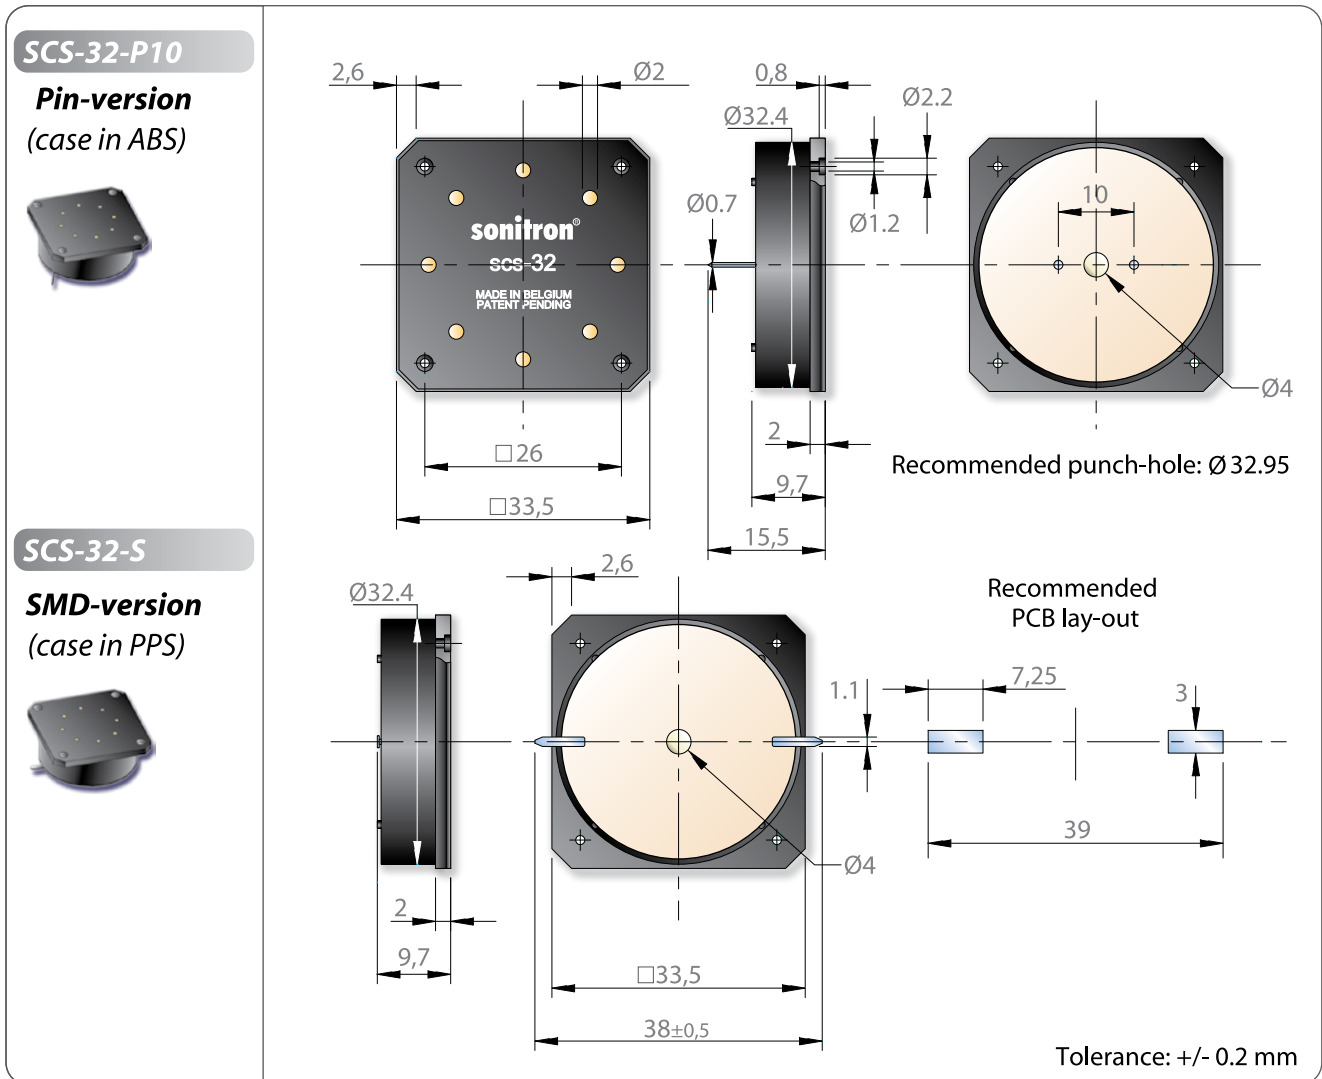 SCS-32-P10
Pin-version
(case in ABS)
2,6
Ø2
0,8
Ø2.2
Ø32.4
Ø1.2
Ø0.7
10
sonitron®
scs-32
MADE IN BELGIUM
PATENT PENDING
Ø4
□26
2
Recommended punch-hole: Ø 32.95
9,7
□33,5
15,5
SCS-32-S
SMD-version
(case in PPS)
2,6
Ø32.4
Recommended
PCB lay-out
1.1
7,25
3
39
Ø4
2
9,7
□33,5
38±0,5
Tolerance: +/- 0.2 mm